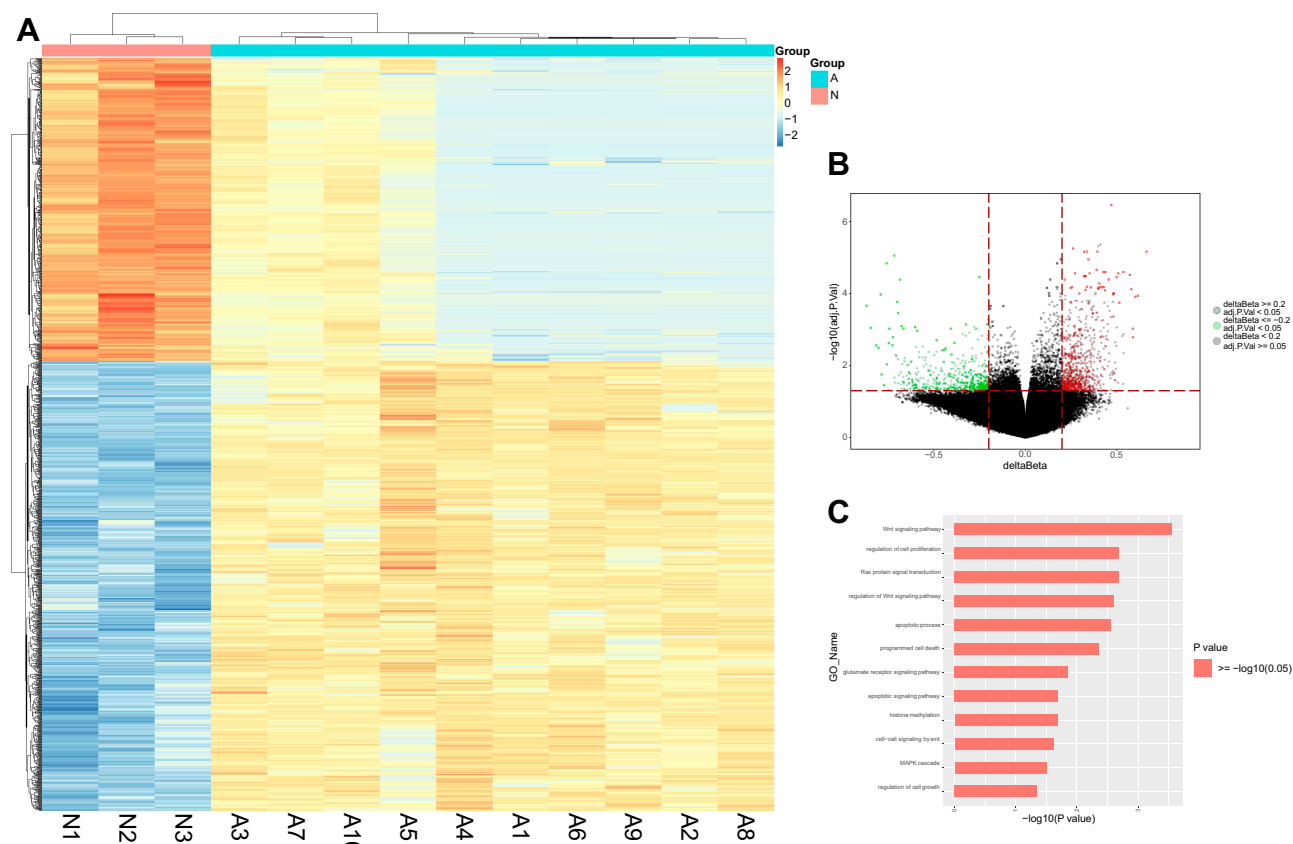 A
Group
2
1
0
−1
−2
Group
A
N
N1
N2
N3
A3
A7
A10
A5
A4
A1
A6
A9
A2
A8
B
−log10(adj.P.Val)
6
4
2
0
−0.5
0.0
0.5
deltaBeta
deltaBeta >= 0.2
adj.P.Val < 0.05
deltaBeta <= −0.2
adj.P.Val < 0.05
deltaBeta < 0.2
adj.P.Val >= 0.05
C
GO_Name
Wnt signaling pathway
regulation of cell proliferation
Ras protein signal transduction
regulation of Wnt signaling pathway
apoptotic process
programmed cell death
glutamate receptor signaling pathway
apoptotic signaling pathway
histone methylation
cell−cell signaling by wnt
MAPK cascade
regulation of cell growth
0
1
2
3
−log10(P value)
P value
>= −log10(0.05)